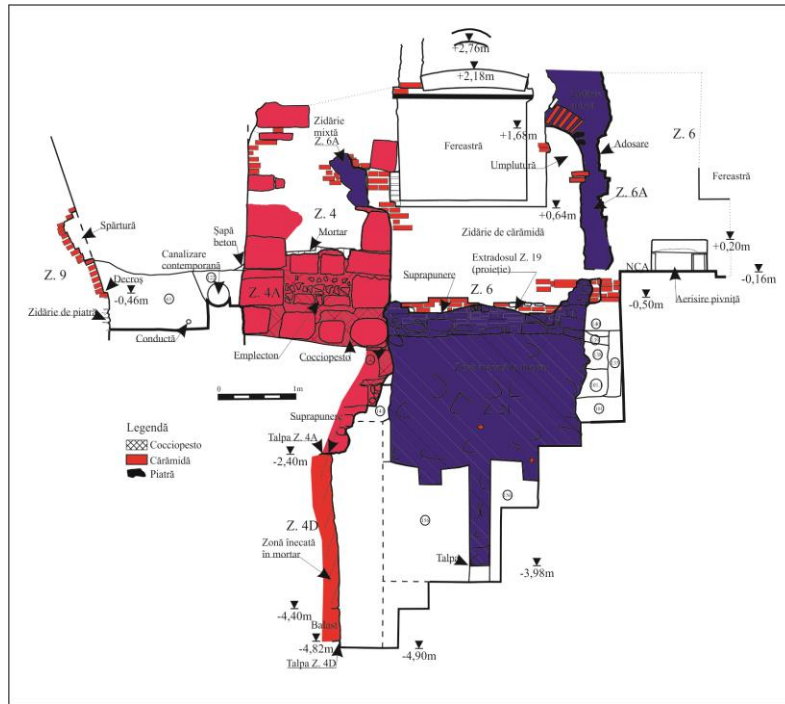 +2,76m
+2,18m
Zidărie
mixtă
Z. 6A
+1,68m
Fereastră
Umplutură
Adosare
Z. 6
Z. 6A
Fereastră
Z. 4
+0,64m
Spărtură
Șapă
beton
Mortar
Zidărie de cărămidă
+0,20m
Canalizare
contemporană
Extradosul Z. 19
(proiecție)
Z. 9
Decroș
Suprapunere
Z. 6
NCA
-0,16m
-0,46m
Z. 4A
-0,50m
Aerisire pivniță
Zidărie de piatră
Conductă
Emplecton
Cocciopesto
0
1m
Suprapunere
Legendă
Cocciopesto
Cărămidă
Piatră
Talpa Z. 4A
-2,40m
Z. 4D
Zonă înecată
în mortar
Talpa
-3,98m
-4,40m
Balast
-4,82m
-4,90m
Talpa Z. 4D